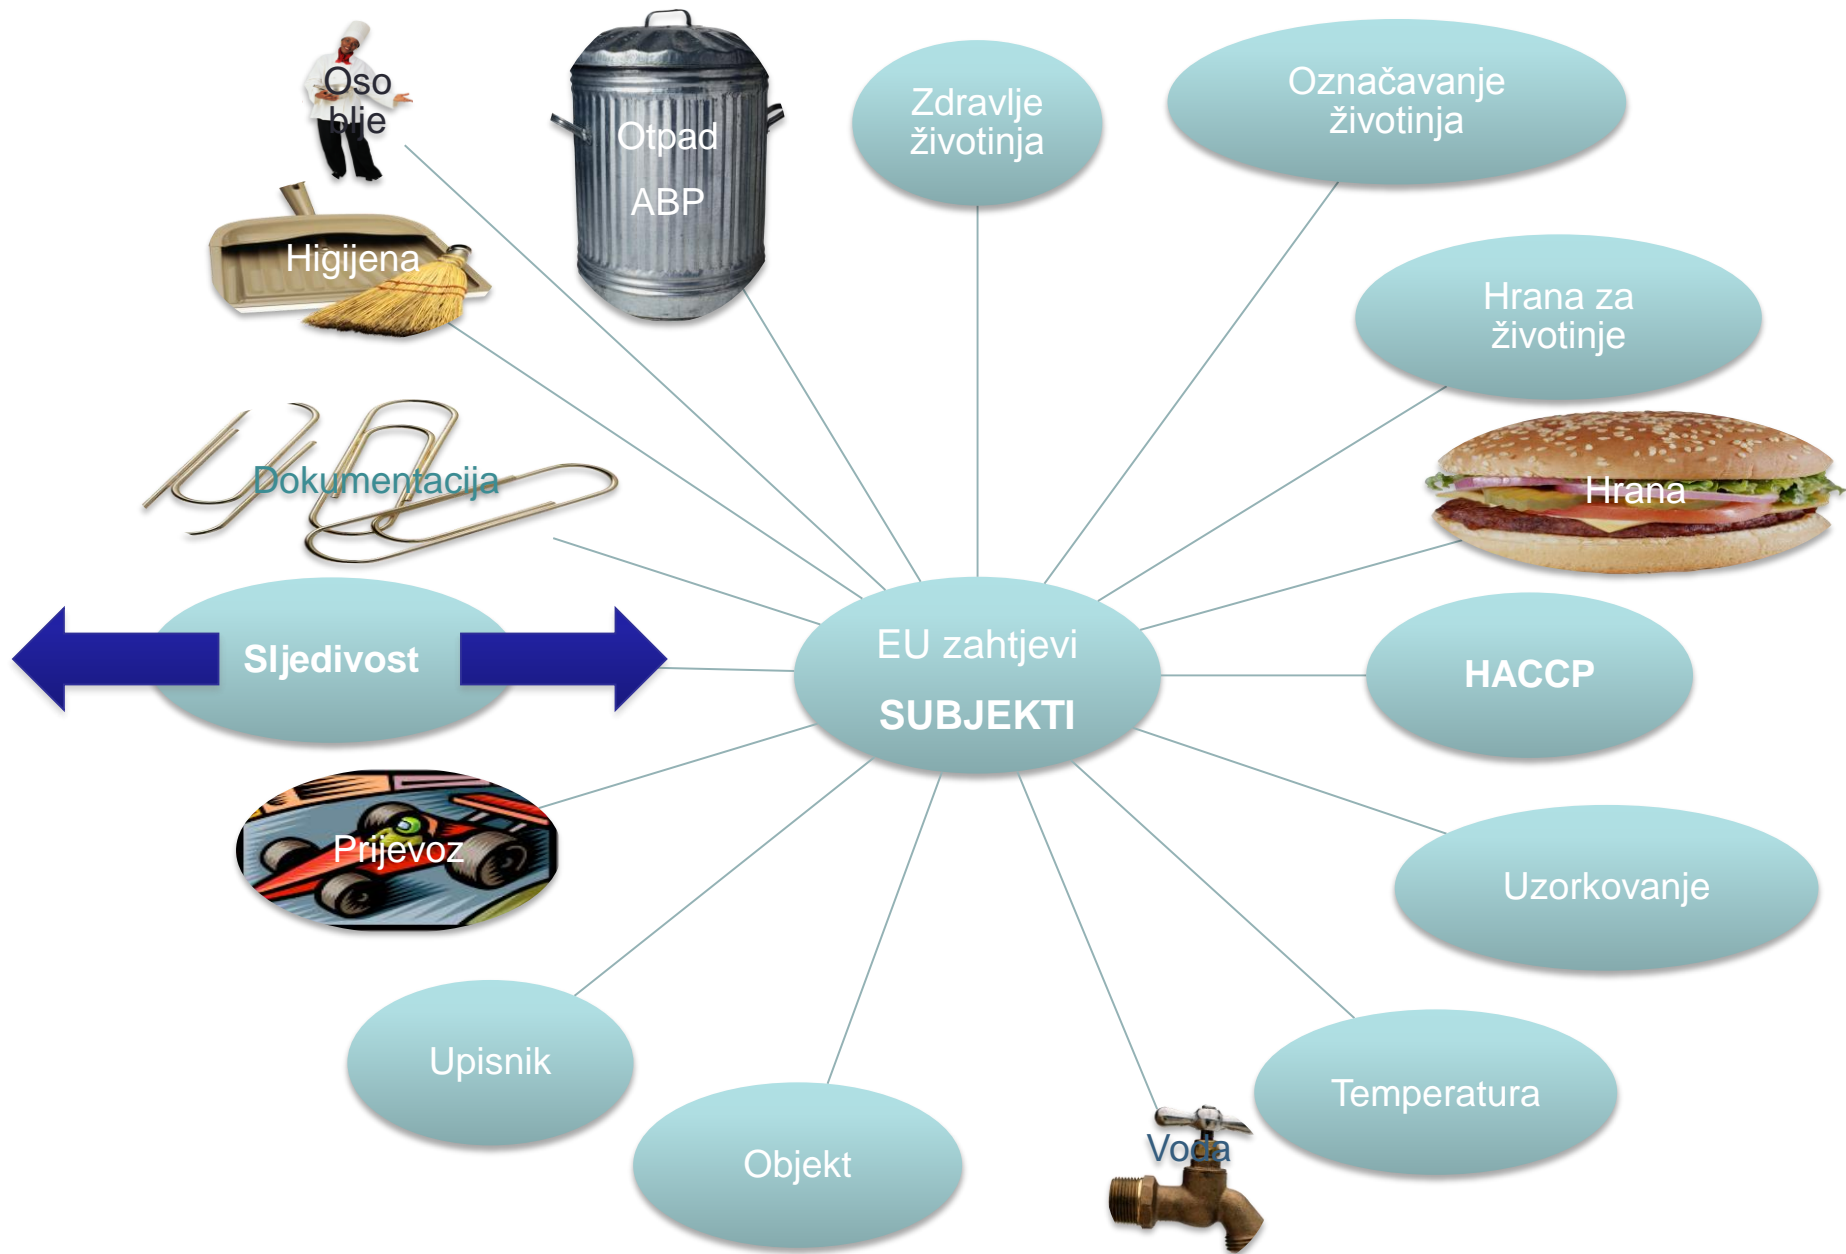 Oso
blje
Otpad
ABP
Zdravlje
životinja
Označavanje
životinja
Higijena
Hrana za
životinje
Dokumentacija
Hrana
Sljedivost
EU zahtjevi
SUBJEKTI
HACCP
Prijevoz
Uzorkovanje
Upisnik
Temperatura
Objekt
Voda